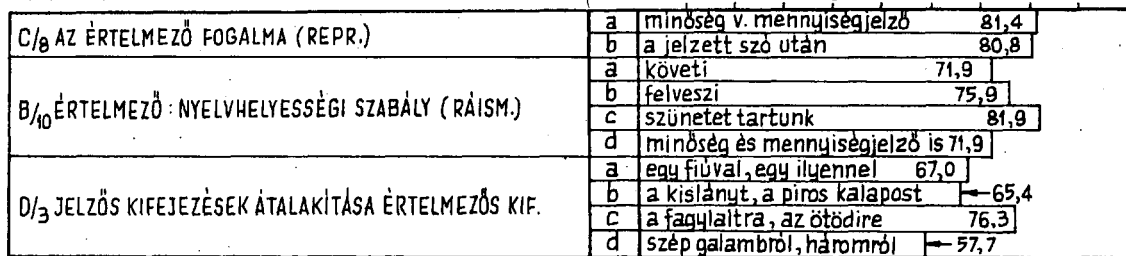 C/8 AZ ÉRTELMEZŐ FOGALMA (REPR.)
a minőség v. mennyiségjelző 81,4
b a jelzett szó után 80,8
B/10 ÉRTELMEZŐ: NYELVHELYESSÉGI SZABÁLY (RÁISM.)
a követi 71,9
b felveszi 75,9
c szünetet tartunk 81,9
d minőség és mennyiségjelző is 71,9
D/3 JELZŐS KIFEJEZÉSEK ÁTALAKÍTÁSA ÉRTELMEZŐS KIF.
a egy fiúval, egy ilyennel 67,0
b a kislányt, a piros kalapost 65,4
c a fagylaltra, az ötödire 76,3
d szép galambról, háromról 57,7